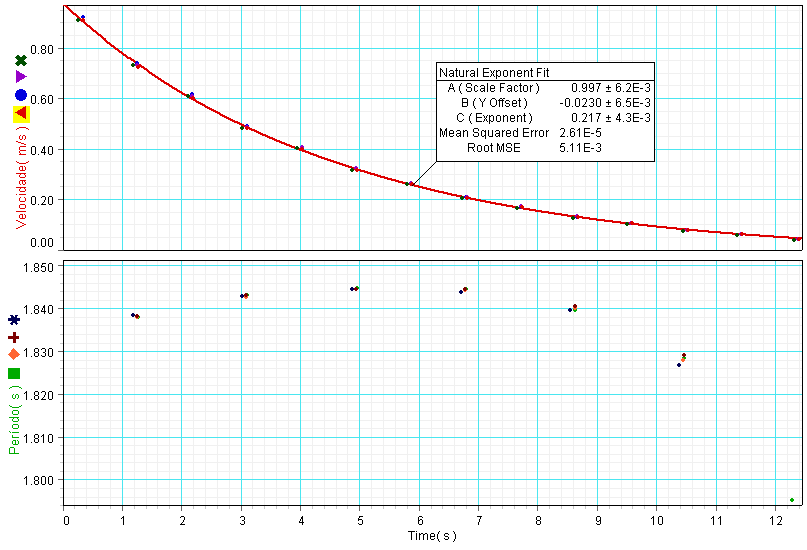 0.80
0.60
0.40
0.20
0.00
Velocidade( m/s )
Natural Exponent Fit
A ( Scale Factor ) 0.997 ± 6.2E-3
B ( Y Offset ) -0.0230 ± 6.5E-3
C ( Exponent ) 0.217 ± 4.3E-3
Mean Squared Error 2.61E-5
Root MSE 5.11E-3
1.850
1.840
1.830
1.820
1.810
1.800
Período( s )
0 1 2 3 4 5 6 7 8 9 10 11 12
Time( s )